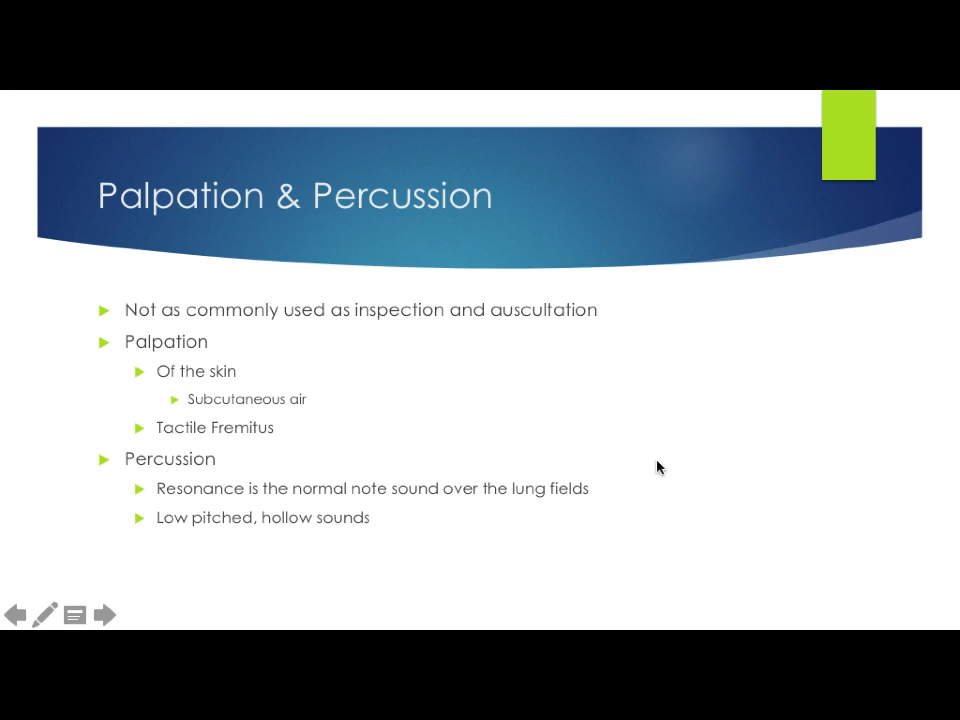 Palpation & Percussion
Not as commonly used as inspection and auscultation
Palpation
Of the skin
Subcutaneous air
Tactile Fremitus
Percussion
Resonance is the normal note sound over the lung fields
Low pitched, hollow sounds